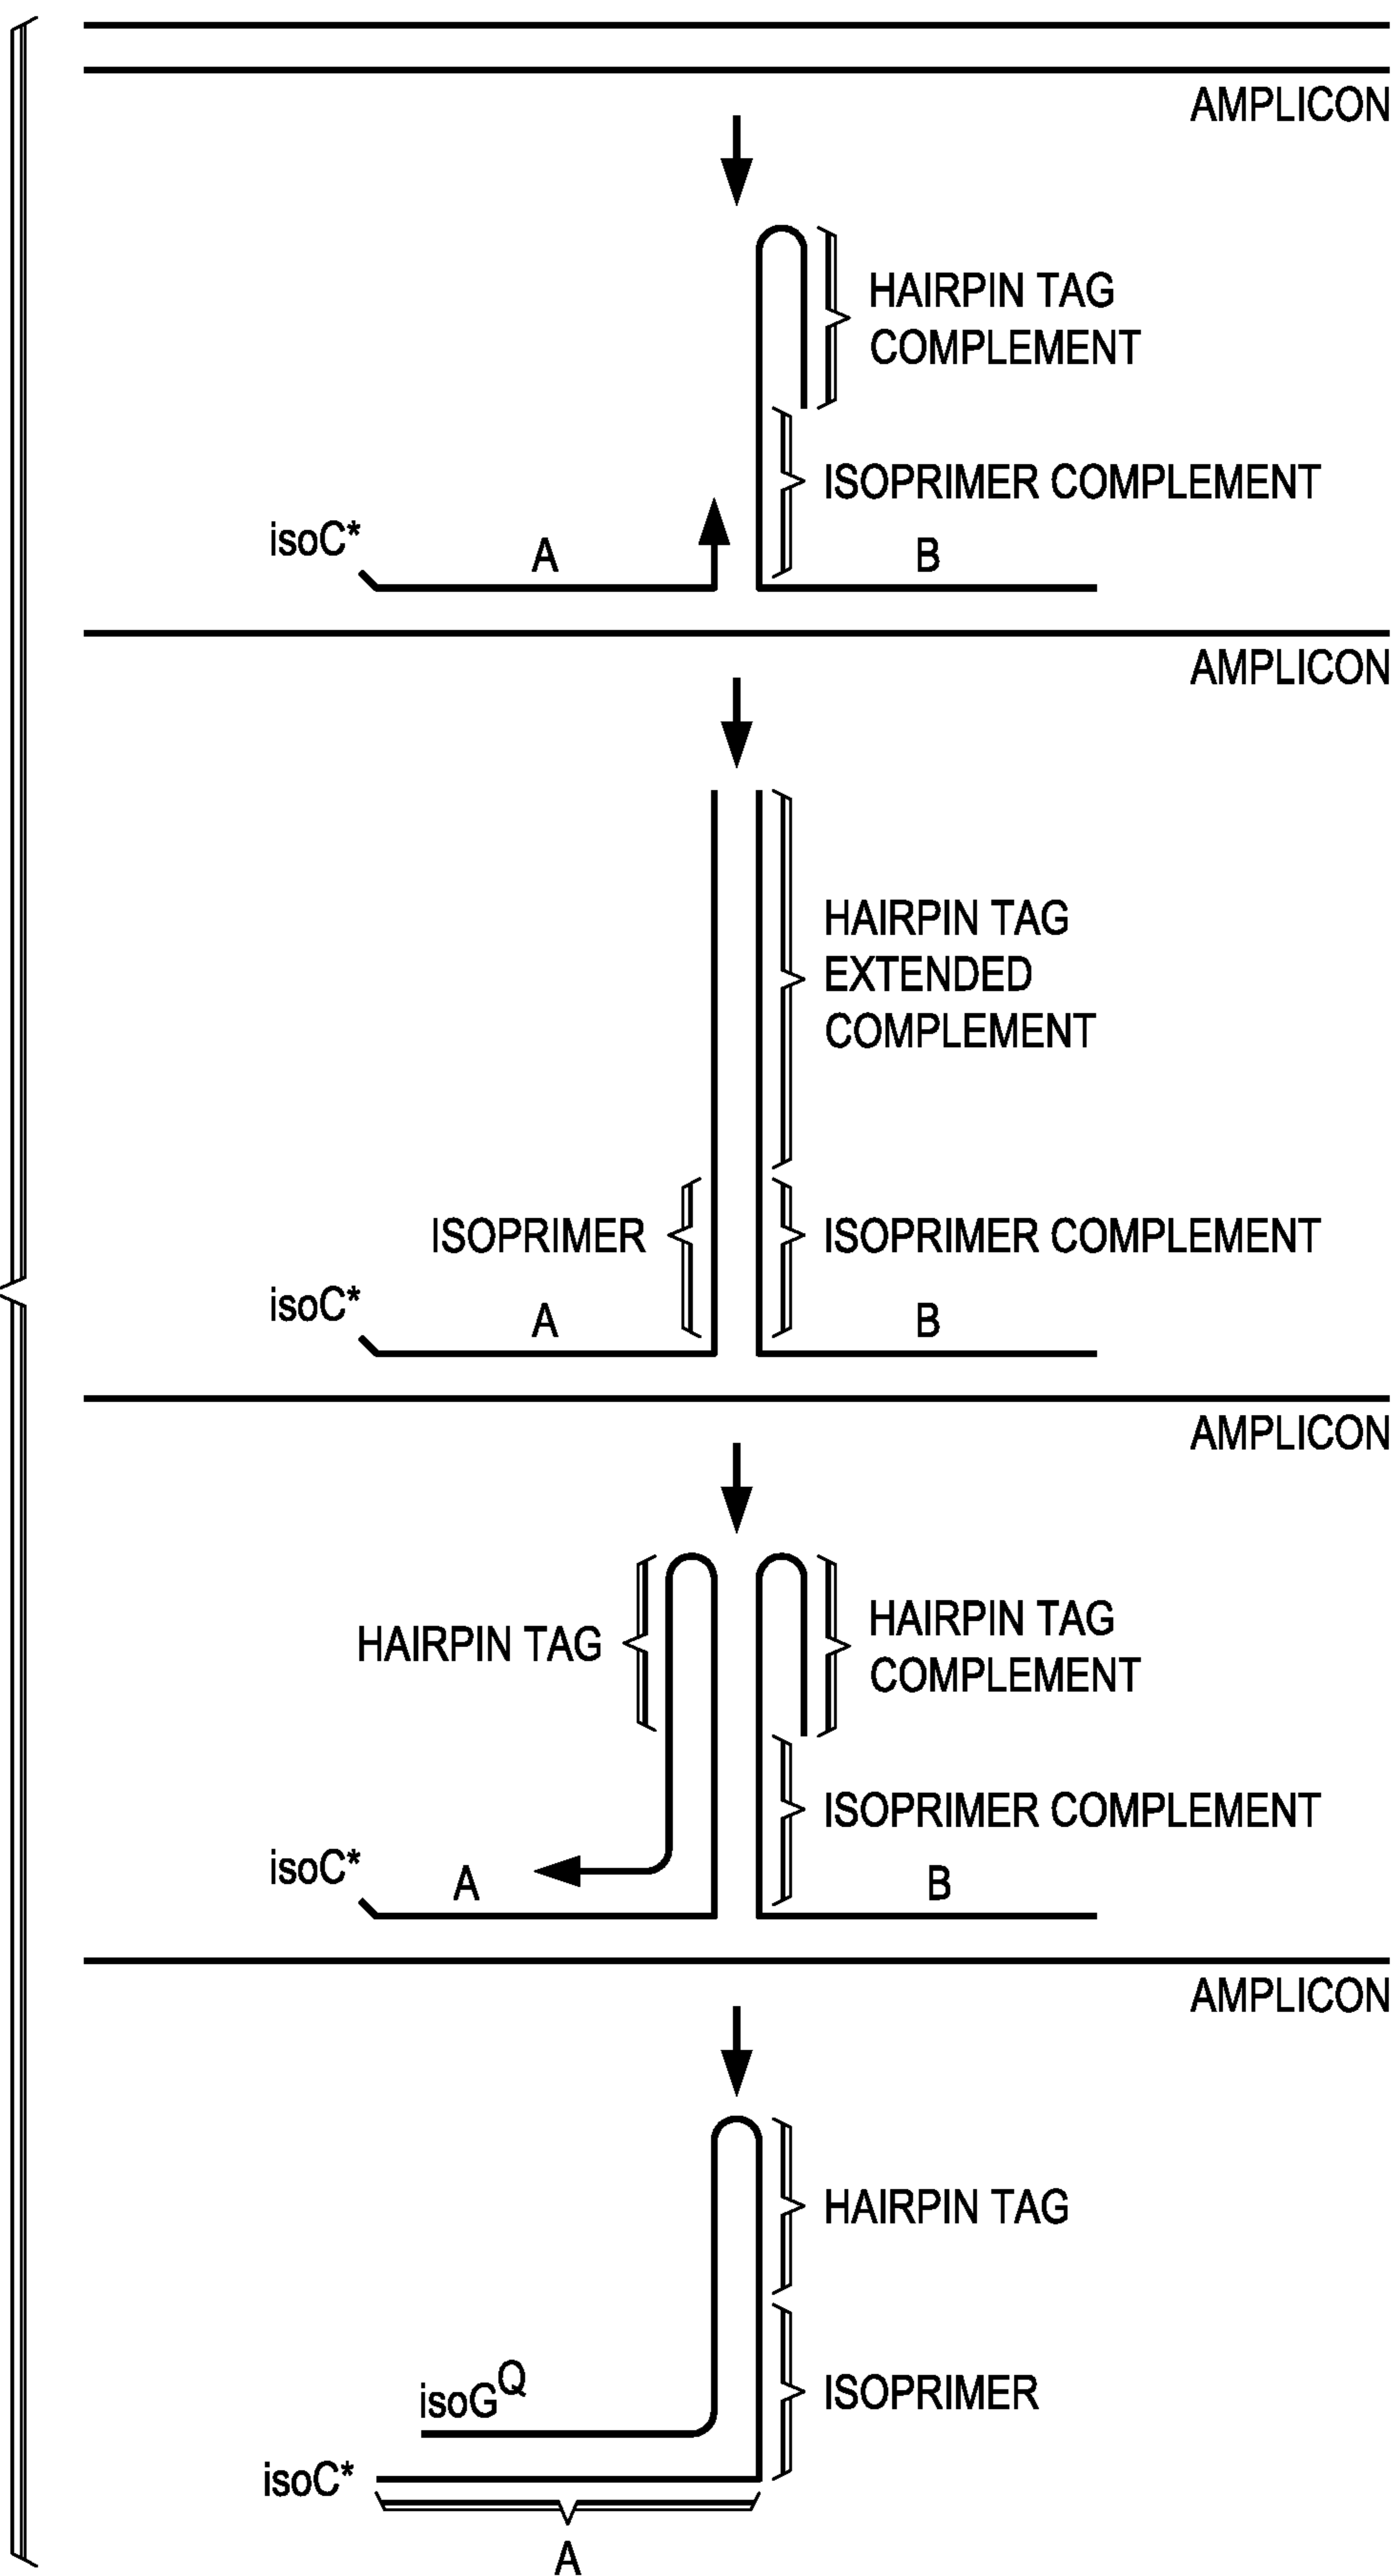 AMPLICON
HAIRPIN TAG
COMPLEMENT
ISOPRIMER COMPLEMENT
isoC*
A
B
AMPLICON
HAIRPIN TAG
EXTENDED
COMPLEMENT
ISOPRIMER
ISOPRIMER COMPLEMENT
isoC*
A
B
AMPLICON
HAIRPIN TAG
HAIRPIN TAG
COMPLEMENT
ISOPRIMER COMPLEMENT
isoC*
A
B
AMPLICON
HAIRPIN TAG
isoG^Q
ISOPRIMER
isoC*
A